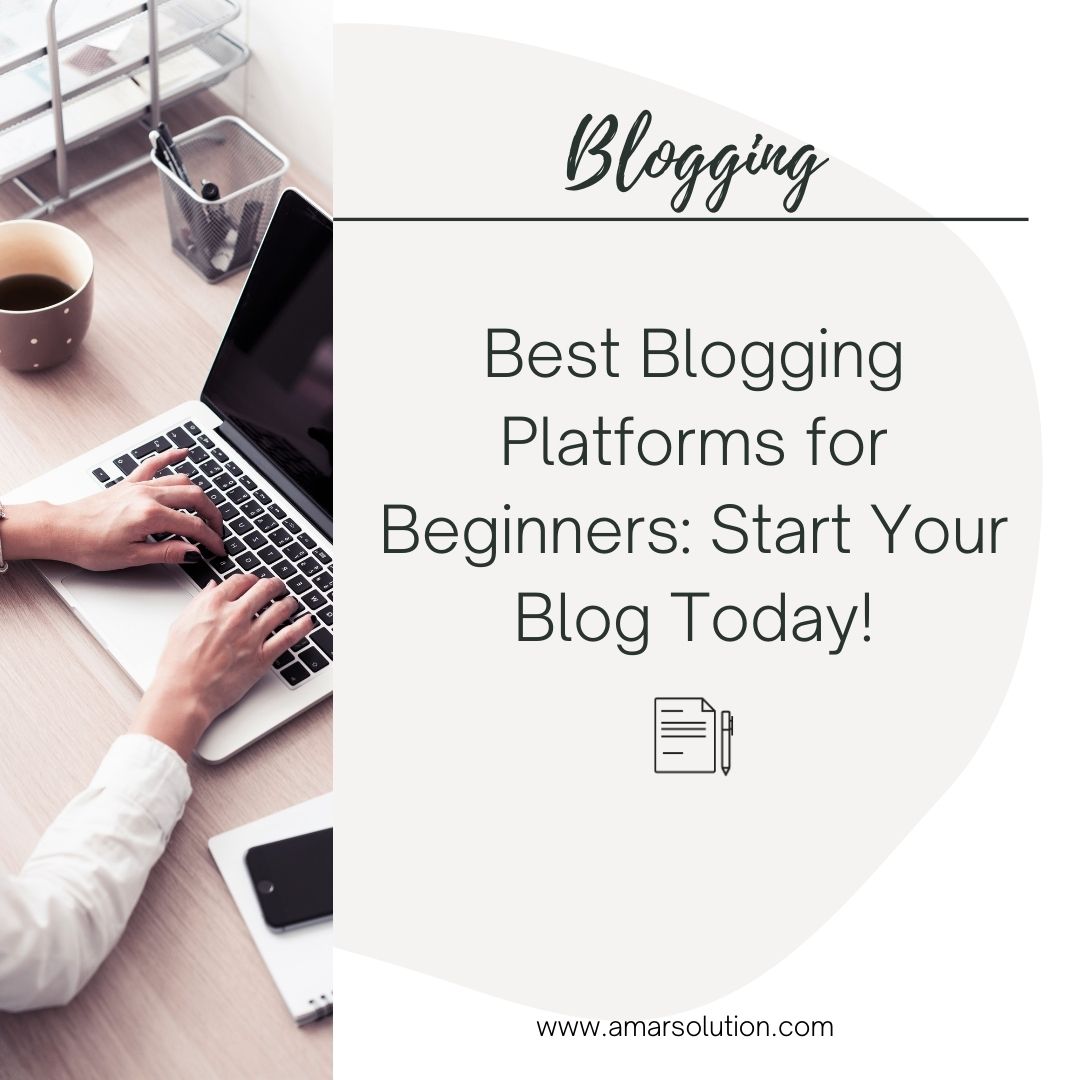 Blogging
Best Blogging
Platforms for
Beginners: Start Your
Blog Today!
www.amarsolution.com